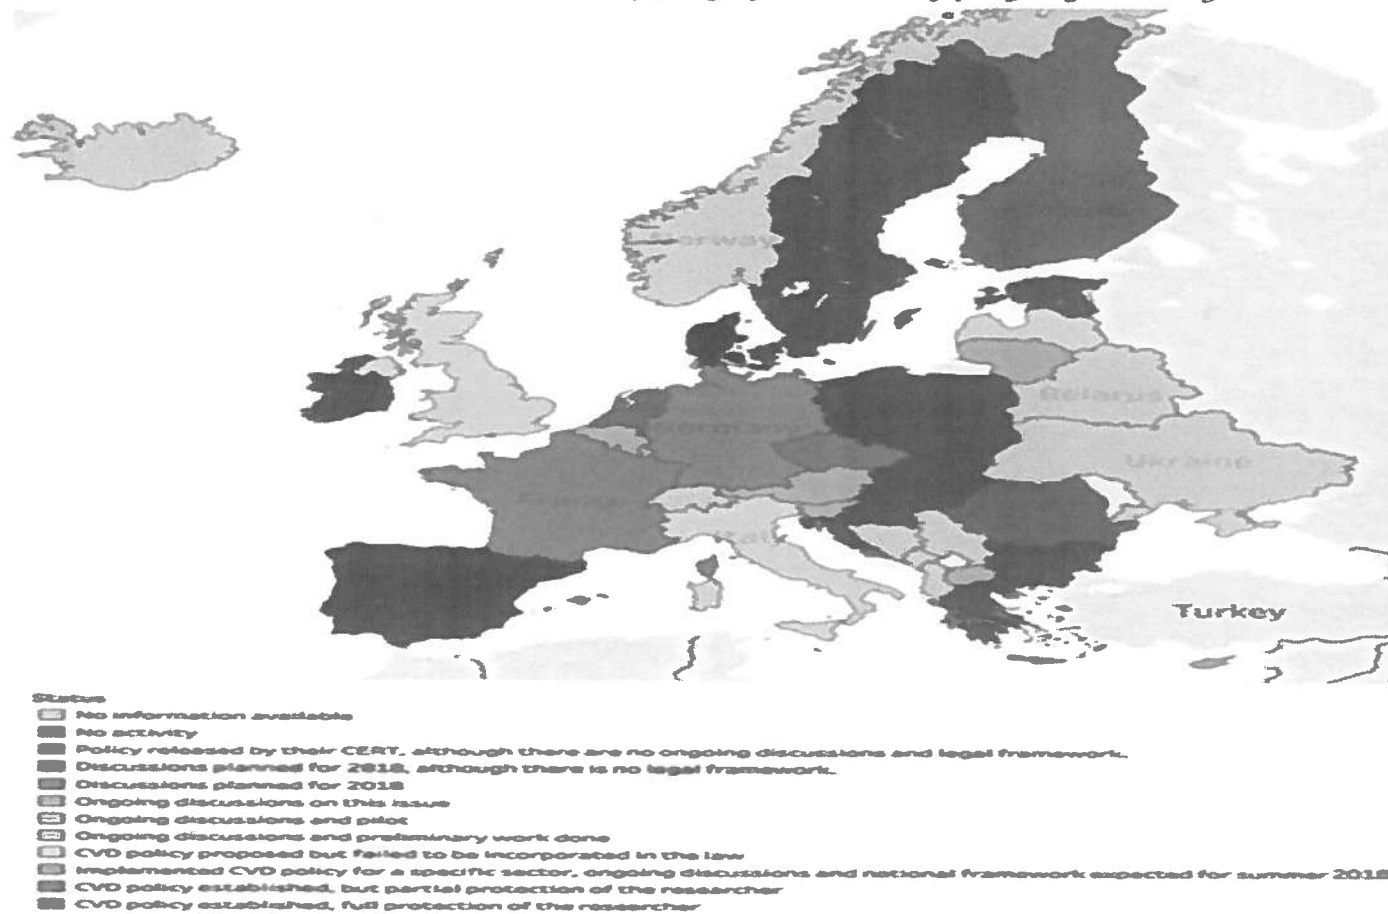 Norway
Belarus
Germany
Ukraine
France
Italy
Turkey
Status
No information available
No activity
Policy released by their CERT, although there are no ongoing discussions and legal framework.
Discussions planned for 2018, although there is no legal framework.
Discussions planned for 2018
Ongoing discussions on this issue
Ongoing discussions and pilot
Ongoing discussions and preliminary work done
CVD policy proposed but failed to be incorporated in the law
Implemented CVD policy for a specific sector, ongoing discussions and national framework expected for summer 2018
CVD policy established, but partial protection of the researcher
CVD policy established, full protection of the researcher